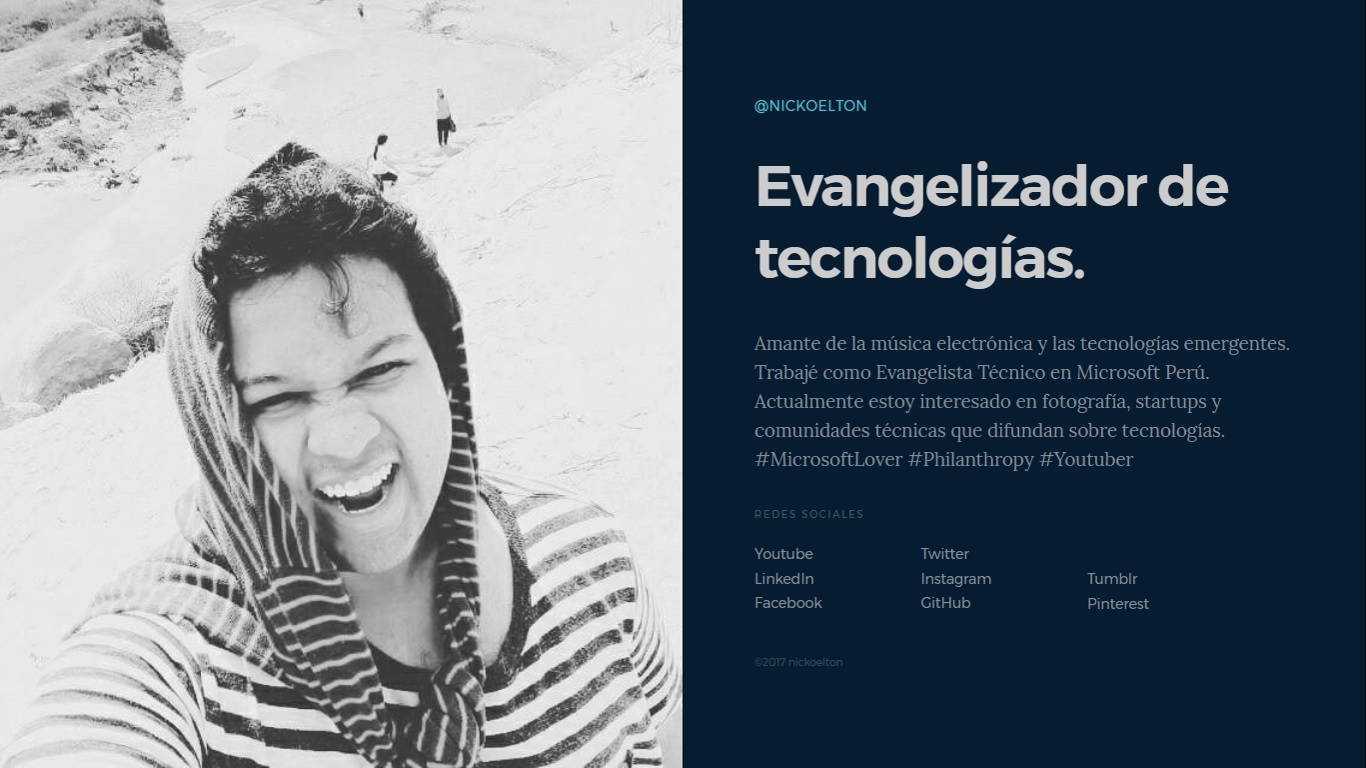 @NICKOELTON
Evangelizador de
tecnologías.
Amante de la música electrónica y las tecnologías emergentes.
Trabajé como Evangelista Técnico en Microsoft Perú.
Actualmente estoy interesado en fotografía, startups y
comunidades técnicas que difundan sobre tecnologías.
#MicrosoftLover #Philanthropy #Youtuber
REDES SOCIALES
Youtube Twitter
LinkedIn Instagram Tumblr
Facebook GitHub Pinterest
©2017 nickoelton